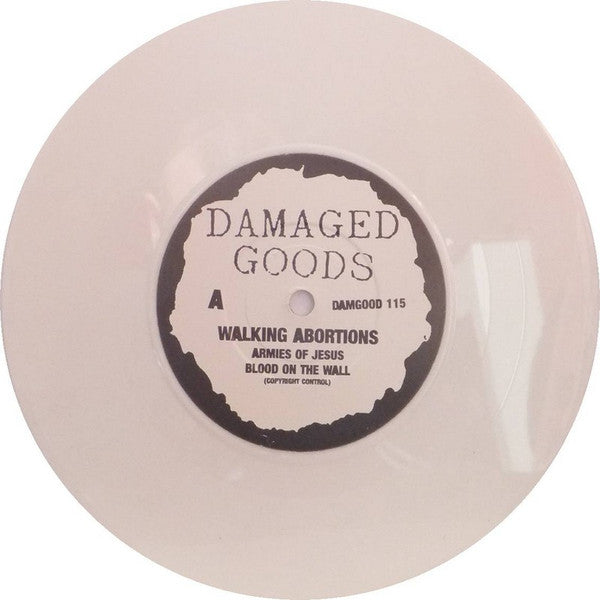 DAMAGED
GOODS
A
DAMGOOD 115
WALKING ABORTIONS
ARMIES OF JESUS
BLOOD ON THE WALL
(COPYRIGHT CONTROL)